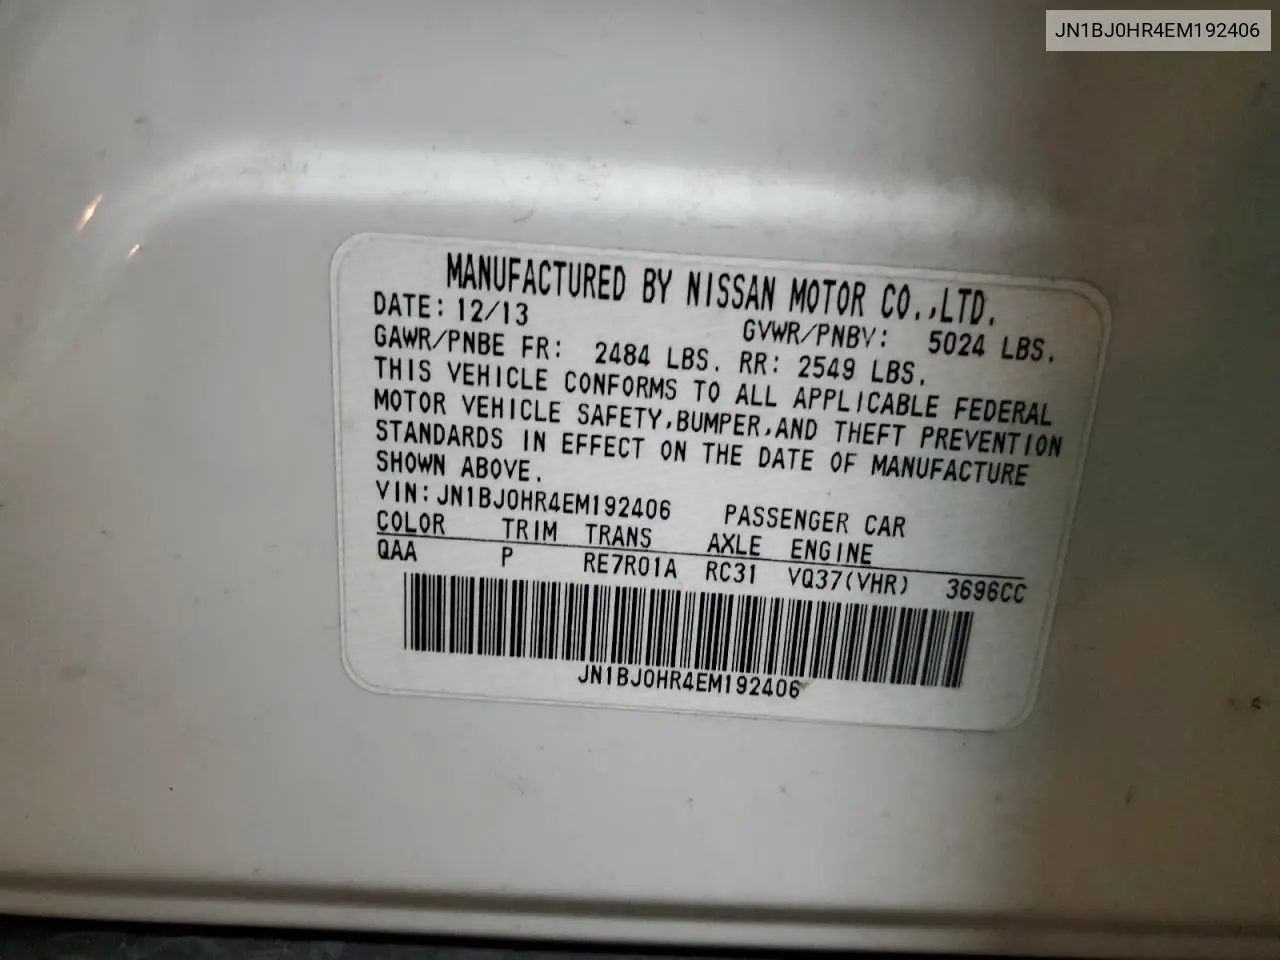 JN1BJ0HR4EM192406
MANUFACTURED BY NISSAN MOTOR CO.,LTD.
DATE: 12/13 GVWR/PNBV: 5024 LBS.
GAWR/PNBE FR: 2484 LBS. RR: 2549 LBS.
THIS VEHICLE CONFORMS TO ALL APPLICABLE FEDERAL
MOTOR VEHICLE SAFETY,BUMPER,AND THEFT PREVENTION
STANDARDS IN EFFECT ON THE DATE OF MANUFACTURE
SHOWN ABOVE.
VIN:JN1BJ0HR4EM192406 PASSENGER CAR
COLOR TRIM TRANS AXLE ENGINE
QAA P RE7R01A RC31 VQ37(VHR) 3696CC
JN1BJ0HR4EM192406